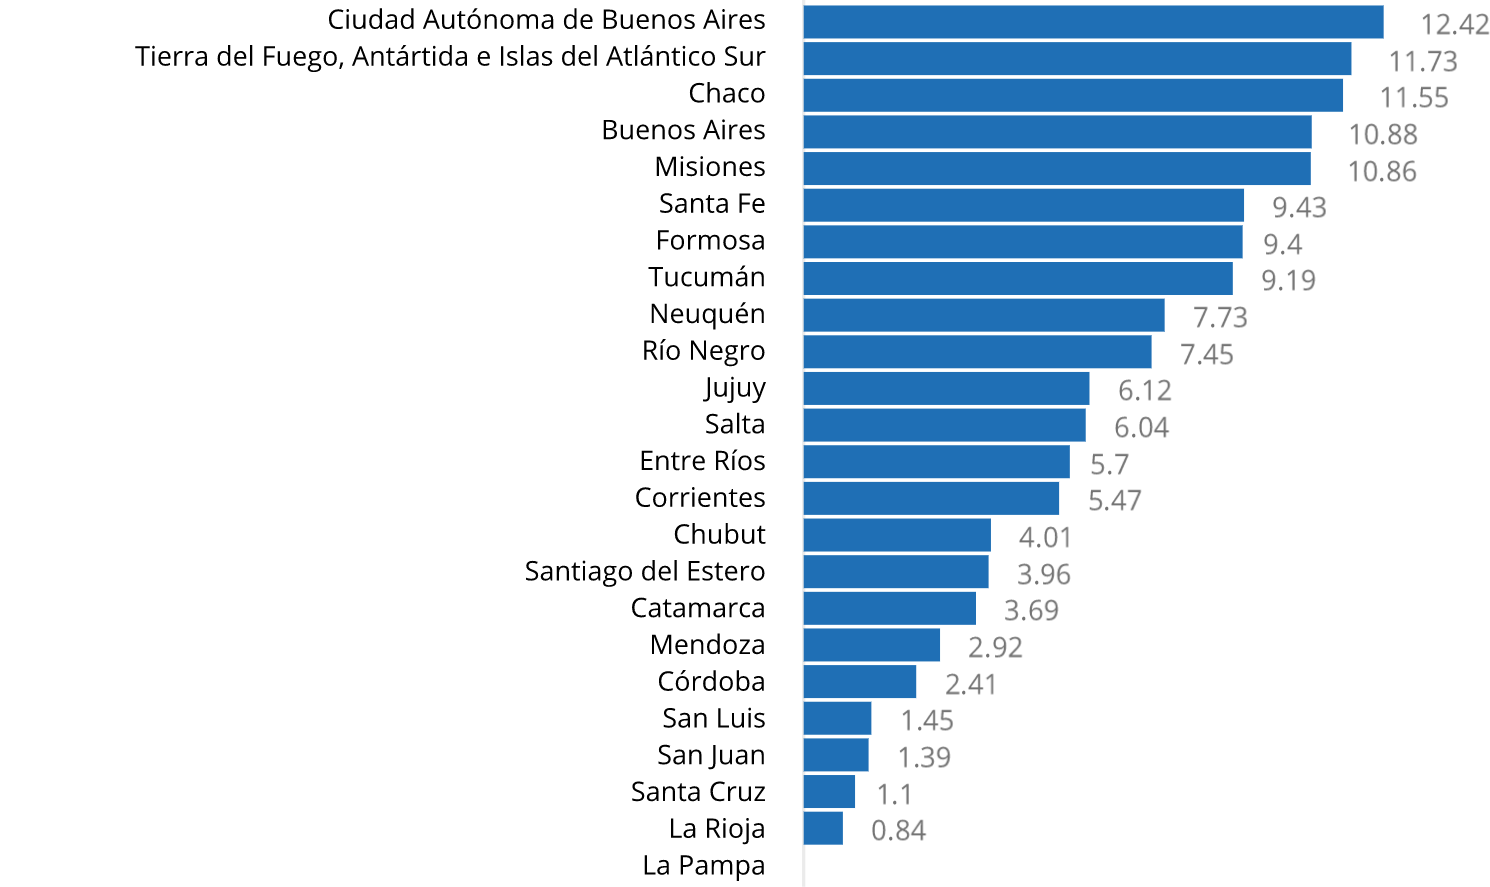 Ciudad Autónoma de Buenos Aires 12.42
Tierra del Fuego, Antártida e Islas del Atlántico Sur 11.73
Chaco 11.55
Buenos Aires 10.88
Misiones 10.86
Santa Fe 9.43
Formosa 9.4
Tucumán 9.19
Neuquén 7.73
Río Negro 7.45
Jujuy 6.12
Salta 6.04
Entre Ríos 5.7
Corrientes 5.47
Chubut 4.01
Santiago del Estero 3.96
Catamarca 3.69
Mendoza 2.92
Córdoba 2.41
San Luis 1.45
San Juan 1.39
Santa Cruz 1.1
La Rioja 0.84
La Pampa